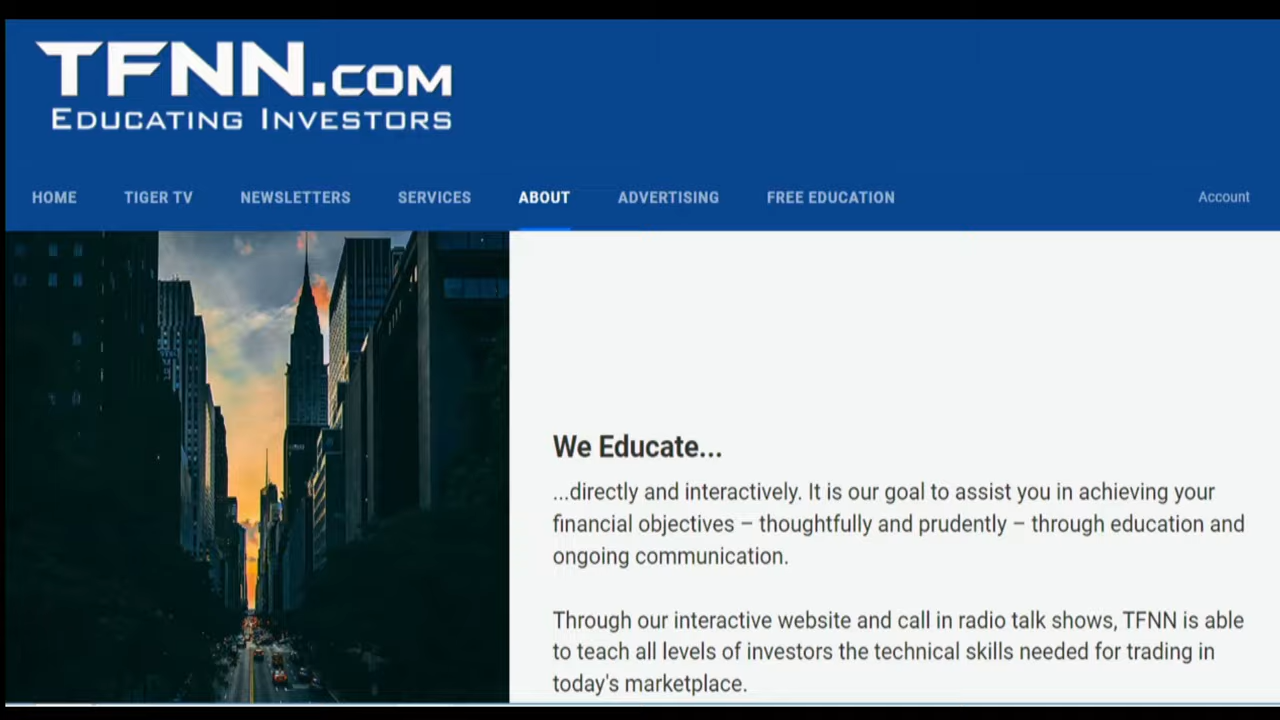 TFNN.COM
EDUCATING INVESTORS
HOME TIGER TV NEWSLETTERS SERVICES ABOUT ADVERTISING FREE EDUCATION Account
We Educate...
...directly and interactively. It is our goal to assist you in achieving your
financial objectives – thoughtfully and prudently – through education and
ongoing communication.
Through our interactive website and call in radio talk shows, TFNN is able
to teach all levels of investors the technical skills needed for trading in
today's marketplace.